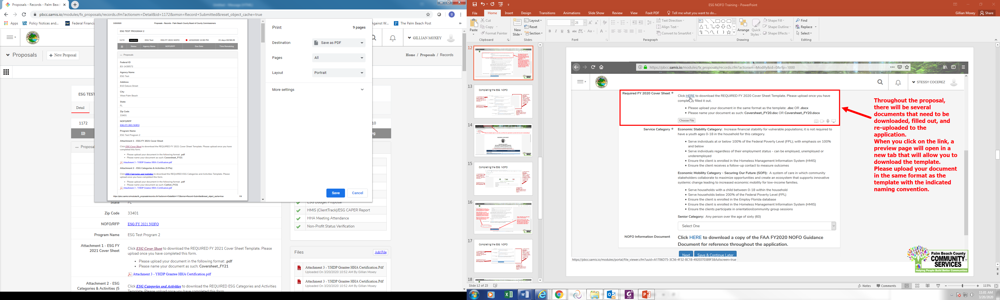 Proposals - Records - Palm Beac
pbcc.samis.io/modules/fx_proposals/records.cfm?actionxm=Detail&id=1172&xmsn=Record+Submitted&reset_object_cache=true
Apps
Policy Notices and...
Federal Financi
Against W...
The Palm Beach Post
GILLIAN MOXEY
Proposals
New Proposal
Home / Proposals / Records
ESG TEST
Detail
1172
10
ID
ng
Proposal
3/20/2020
Proposals - Records - Palm Beach County Board of County Commissioners
ESG TEST PROGRAM 2
1172 Submitted ESG Test ESG FY 2021 NOFO 4/10/2020 12:00 PM 21 days 00:58:29
ID Status Agency Name NOFO/RFP Due Date Time Remaining
Proposals
Federal ID
83-1439572
Agency Name
ESG Test
Address
810 Datura Street
City
West Palm Beach
State
FL
Zip Code
33401
NOFO/RFP
ESG FY 2021 NOFO
Program Name
ESG Test Program 2
Attachment 1 - ESG FY 2021 Cover Sheet
Click ESG Cover Sheet to download the REQUIRED FY 2021 Cover Sheet Template. Please upload once you have
completed this form.
• Please upload your document in the following format: .pdf
• Please name your document as such: Coversheet_FY21
Attachment 3 - YHDP Grantee HHA Certification.pdf
Attachment 2 - ESG Categories & Activities (5 Pts)
Click ESG Categories and Activities to download the REQUIRED ESG Categories and Activities Template. Please
upload once you have completed this form.
• Please upload your document in the following format: .pdf
• Please name your document as such: CatAct_FY21
Attachment 3 - YHDP Grantee HHA Certification.pdf
https://pbcc.samis.io/modules/fx_proposals/records.cfm?actionxm=Detail&id=1172&xmsn=Record+Submitted&reset_object_cache=true
1/9
Print
9 pages
Destination
Save as PDF
Pages
All
Layout
Portrait
More settings
Save
Cancel
State FL
Zip Code 33401
NOFO/RFP ESG FY 2021 NOFO
Program Name ESG Test Program 2
Attachment 1 - ESG FY
2021 Cover Sheet
Click ESG Cover Sheet to download the REQUIRED FY 2021 Cover Sheet Template. Please
upload once you have completed this form.
• Please upload your document in the following format: .pdf
• Please name your document as such: Coversheet_FY21
Attachment 3 - YHDP Grantee HHA Certification.pdf
Attachment 2 - ESG
Categories & Activities (5
Click ESG Categories and Activities to download the REQUIRED ESG Categories and Activities
Template. Please upload once you have completed this form
ESG Budget Proposal
HMIS (ClientTrack)/ESG CAPER Report
HHA Meeting Attendance
Non-Profit Status Verification
Files
Add File
Attachment 3 - YHDP Grantee HHA Certification.Pdf
Uploaded On 3/20/2020 10:52 AM By Gillian Moxey
Attachment 3 - YHDP Grantee HHA Certification.Pdf
Uploaded On 3/20/2020 10:52 AM By Gillian Moxey
ESG NOFO Training - PowerPoint
File Home Insert Design Transitions Animations Slide Show Review View Foxit PDF Tell me what you want to do...
Gillian Moxey
Share
Paste
Cut
Copy
Format Painter
Clipboard
New
Slide
Layout
Reset
Section
Slides
28
Font
Text Direction
Align Text
Convert to SmartArt
Paragraph
Arrange
Quick
Styles
Shape Fill
Shape Outline
Shape Effects
Drawing
Find
Replace
Select
Editing
12
13
Completing the ESG NOFO
14
15
Completing the ESG NOFO
16
17
Completing the ESG NOFO
18
https://pbcc.samis.io/modules/fx_proposals/records.cfm?actionxm=Modify&id=0&rfp=1000
STESSY COCEREZ
Required FY 2020 Cover Sheet *
Click HERE to download the REQUIRED FY 2020 Cover Sheet Template. Please upload once you have
completely filled it out.
• Please upload your document in the same format as the template: .doc OR .docx
• Please name your document as such: Coversheet_FY20.doc OR Coversheet_FY20.docx
Choose File
Service Category *
Economic Stability Category: Increase financial stability for vulnerable populations; it is not required to
have a youth ages 0-18 in the household for this category.
• Serve individuals at or below 100% of the Federal Poverty Level (FPL); with emphasis on 100%
and below
• Serve individuals regardless of their employment status - can be employed, unemployed or
underemployed
• Ensure the client is enrolled in the Homeless Management Information System (HMIS)
• Ensure the client receives a follow-up contact to measure outcomes
Economic Mobility Category - Securing Our Future (SOFI): A system of care in which community
stakeholders collaborate to maximize opportunities and create an ecosystem that supports innovative
systemic change leading to increased economic mobility for low-income families.
• Serve households with a child between 0-18 within the household
• Serve households below 200% of the Federal Poverty Level (FPL)
• Ensure the client is enrolled in the Employ Florida database
• Ensure the client is enrolled in the Homeless Management Information System (HMIS)
• Ensure the clients participate in orientation/community group sessions
Senior Category: Any person over the age of sixty (60)
Select One
NOFO Information Document
Click HERE to download a copy of the FAA FY2020 NOFO Guidance
Document for reference throughout the application.
Next
Save & Continue Later
https://pbcc.samis.io/modules/portal/file_viewer.cfm?uuid=A1706D75-3C56-4F32-BC1B-492E070389F3&fullscreen=true
Throughout the proposal,
there will be several
documents that need to be
downloaded, filled out, and
re-uploaded to the
application.
When you click on the link, a
preview page will open in a
new tab that will allow you to
download the template.
Please upload your document
in the same format as the
template with the indicated
naming convention.
Palm Beach County
COMMUNITY
SERVICES
Helping People Build Better Communities
Slide 12 of 23
Notes
Comments
115%
11:01 AM
3/20/2020